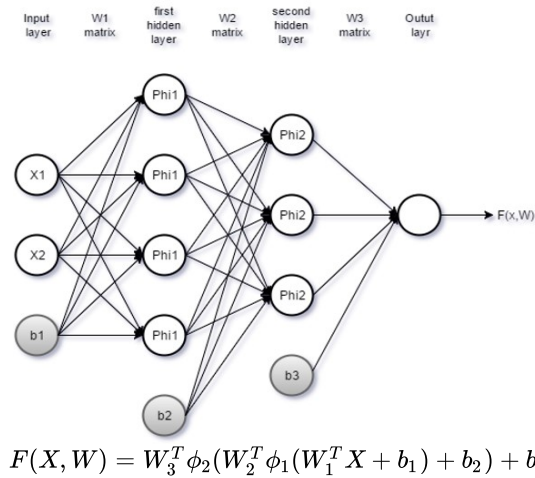 Input layer
W1 matrix
first hidden layer
W2 matrix
second hidden layer
W3 matrix
Outut layr
Phi1
Phi2
X1
Phi1
Phi2
F(x,W)
X2
Phi1
Phi2
b1
Phi1
b3
b2
F(X, W) = W_3^T ϕ_2(W_2^T ϕ_1(W_1^T X + b_1) + b_2) + b